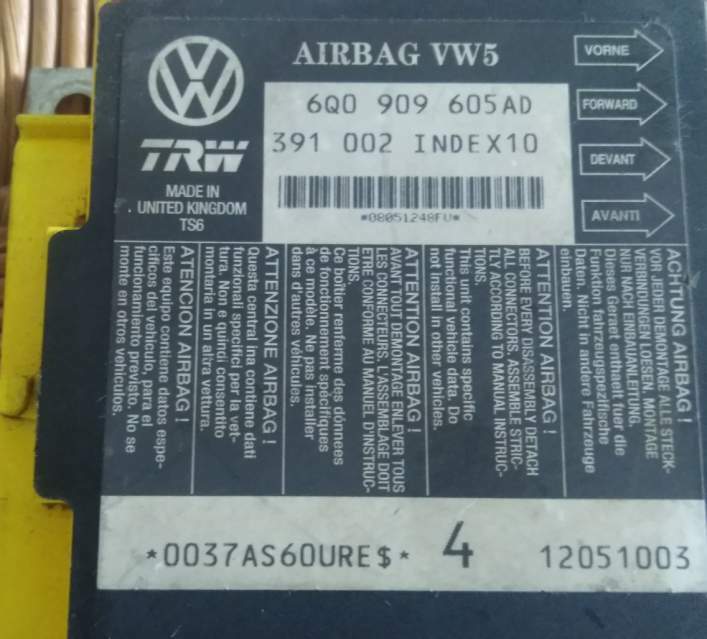 AIRBAG VW5
VORNE
FORWARD
DEVANT
AVANTI
6Q0 909 605AD
391 002 INDEX10
*08051248FU*
TRW
MADE IN
UNITED KINGDOM
TS6
ACHTUNG AIRBAG !
VOR JEDER DEMONTAGE ALLE STECK-
VERBINDUNGEN LOESEN, MONTAGE
NUR NACH EINBAUANLEITUNG.
Dieses Geraet enthaelt fuer die
Funktion fahrzeugspezifische
Daten. Nicht in andere Fahrzeuge
einbauen.
ATTENTION AIRBAG !
BEFORE EVERY DISASSEMBLY DETACH
ALL CONNECTORS, ASSEMBLE STRIC-
TLY ACCORDING TO MANUAL INSTRUC-
TIONS.
This unit contains specific
functional vehicle data. Do
not install in other vehicles.
ATTENTION AIRBAG !
AVANT TOUT DEMONTAGE ENLEVER TOUS
LES CONNECTEURS. L'ASSEMBLAGE DOIT
ETRE CONFORME AU MANUEL D'INSTRUC-
TIONS.
Ce boîtier renferme des données
de fonctionnement spécifiques
à ce modèle. Ne pas installer
dans d'autres véhicules.
ATTENZIONE AIRBAG !
Questa centralina contiene dati
funzionali specifici per la vet-
tura. Non e quindi consentito
montarla in un altra vettura.
ATENCION AIRBAG !
Este equipo contiene datos espe-
cíficos del vehículo, para el
funcionamiento previsto. No se
monte en otros vehículos.
*0037AS60URE$* 4 12051003